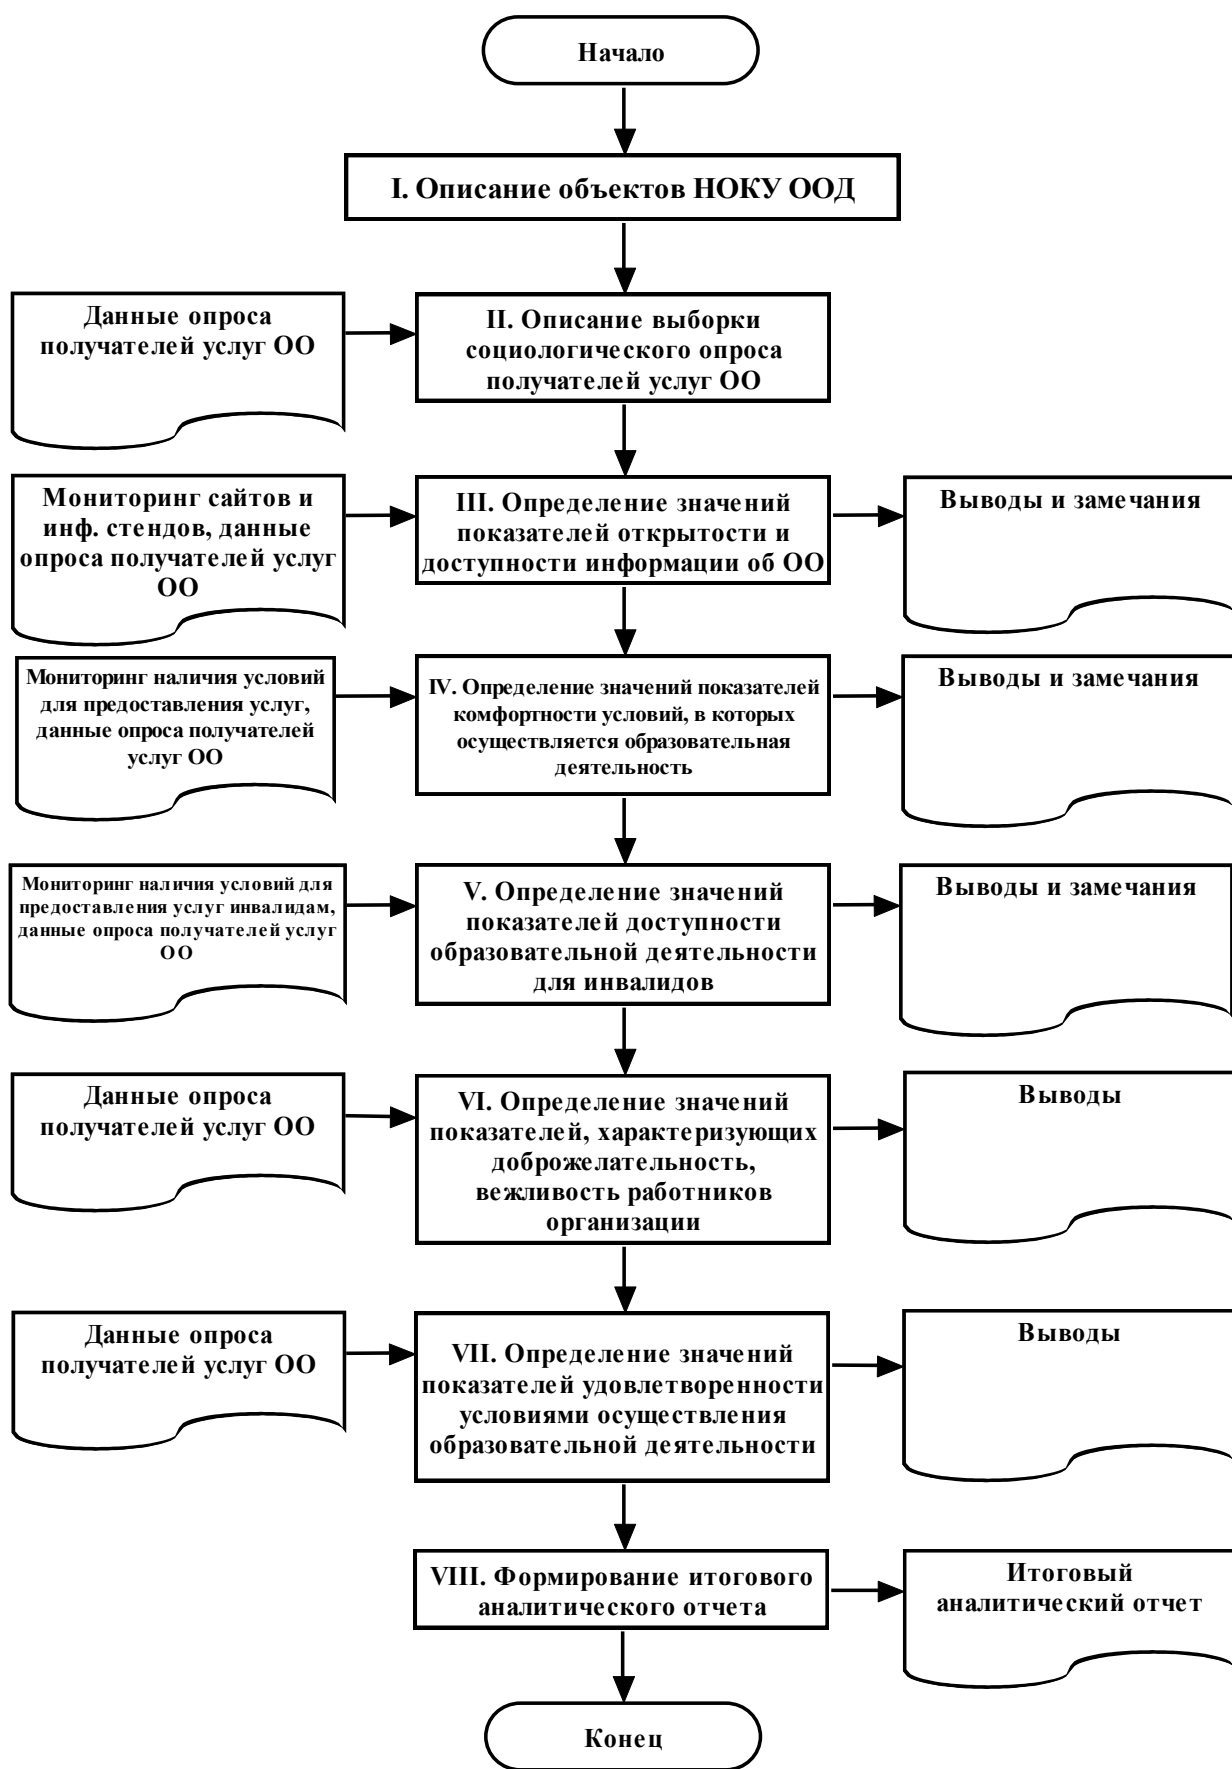 Начало
I. Описание объектов НОКУ ООД
Данные опроса
получателей услуг ОО
II. Описание выборки
социологического опроса
получателей услуг ОО
Мониторинг сайтов и
инф. стендов, данные
опроса получателей услуг
ОО
III. Определение значений
показателей открытости и
доступности информации об ОО
Выводы и замечания
Мониторинг наличия условий
для предоставления услуг,
данные опроса получателей
услуг ОО
IV. Определение значений показателей
комфортности условий, в которых
осуществляется образовательная
деятельность
Выводы и замечания
Мониторинг наличия условий для
предоставления услуг инвалидам,
данные опроса получателей услуг
ОО
V. Определение значений
показателей доступности
образовательной деятельности
для инвалидов
Выводы и замечания
Данные опроса
получателей услуг ОО
VI. Определение значений
показателей, характеризующих
доброжелательность,
вежливость работников
организации
Выводы
Данные опроса
получателей услуг ОО
VII. Определение значений
показателей удовлетворенности
условиями осуществления
образовательной деятельности
Выводы
VIII. Формирование итогового
аналитического отчета
Итоговый
аналитический отчет
Конец